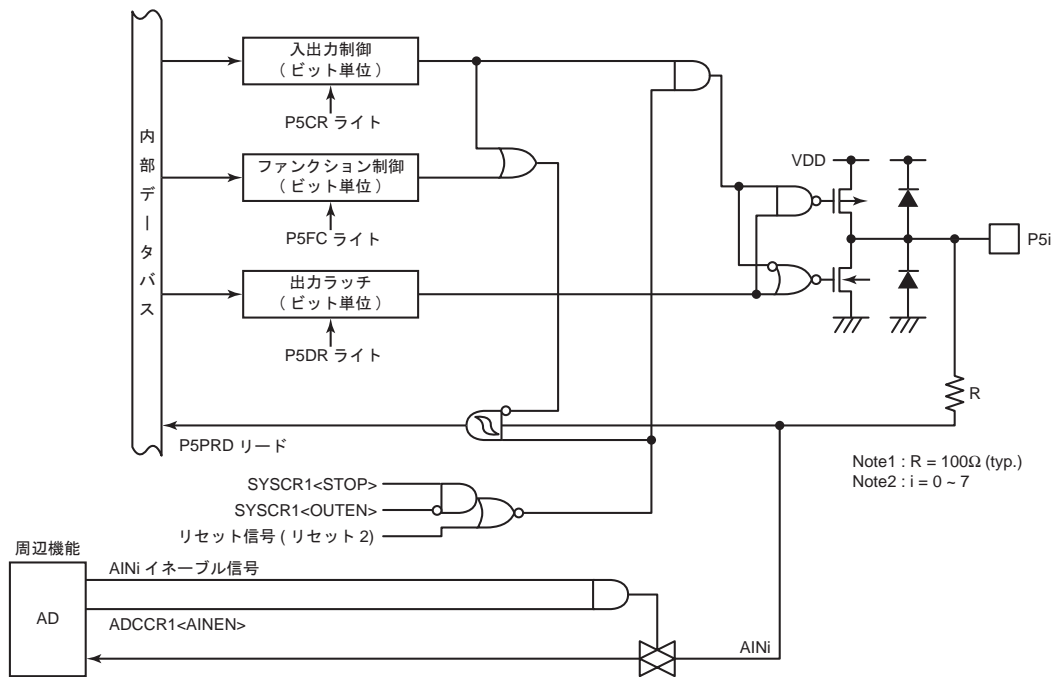 入出力制御
( ビット単位 )
P5CR ライト
内部データバス
ファンクション制御
( ビット単位 )
P5FC ライト
出力ラッチ
( ビット単位 )
P5DR ライト
VDD
P5i
R
P5PRD リード
Note1 : R = 100Ω (typ.)
Note2 : i = 0 ~ 7
SYSCR1<STOP>
SYSCR1<OUTEN>
リセット信号 ( リセット 2)
周辺機能
AINi イネーブル信号
AD
ADCCR1<AINEN>
AINi